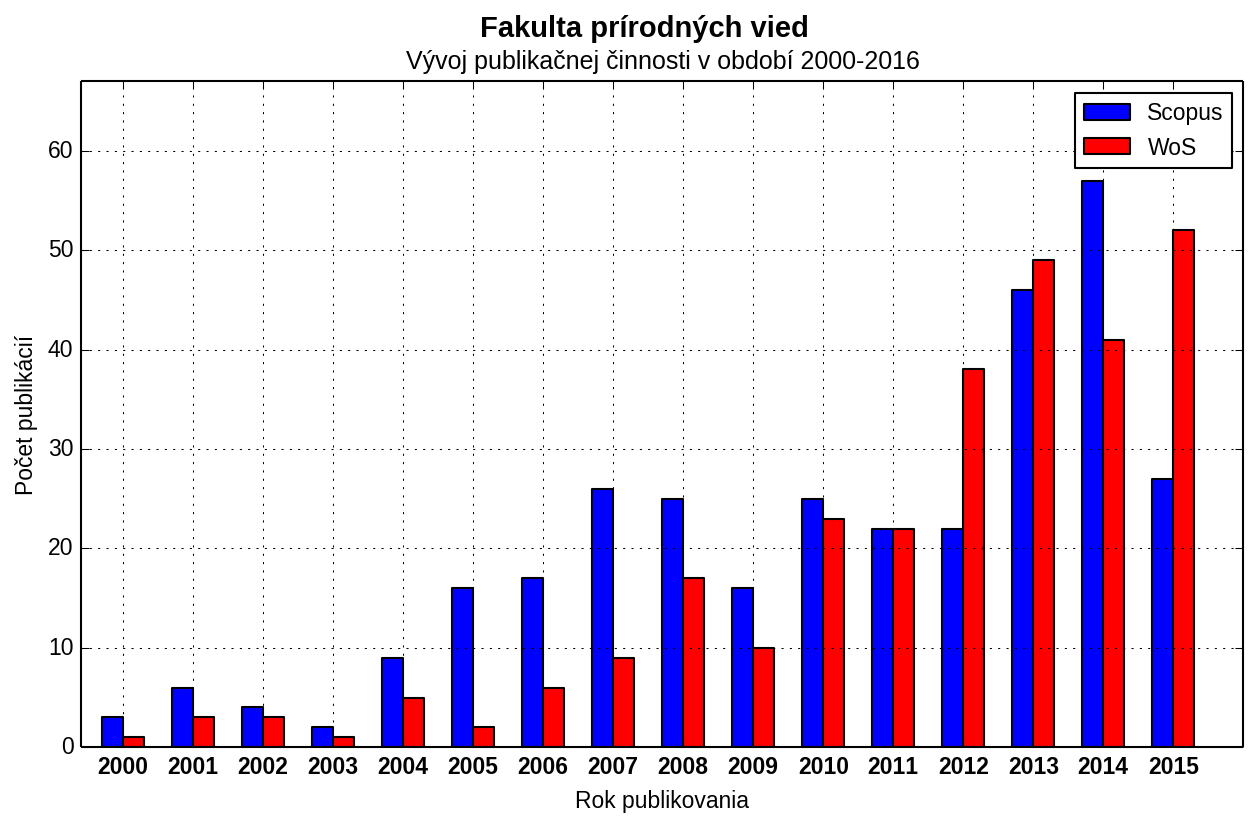 Fakulta prírodných vied
Vývoj publikačnej činnosti v období 2000-2016
Scopus
WoS
60
50
40
30
20
10
0
Počet publikácií
2000 2001 2002 2003 2004 2005 2006 2007 2008 2009 2010 2011 2012 2013 2014 2015
Rok publikovania